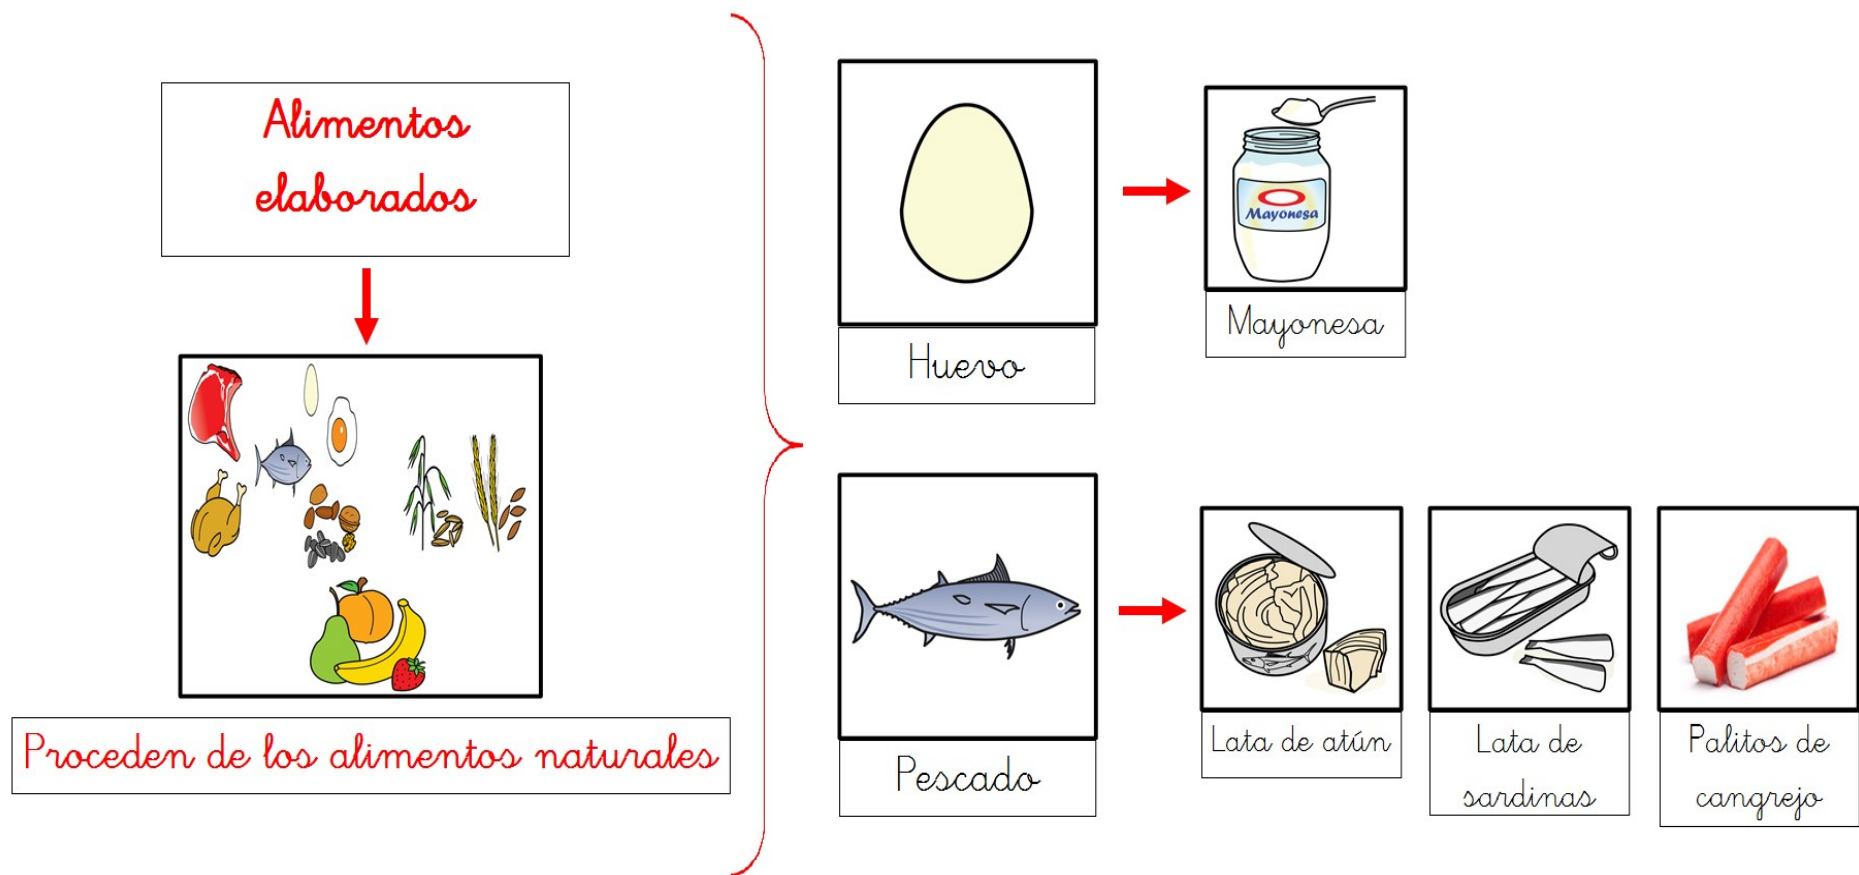 Alimentos
elaborados
Proceden de los alimentos naturales
Huevo
Mayonesa
Mayonesa
Pescado
Lata de atún
Lata de
sardinas
Palitos de
cangrejo